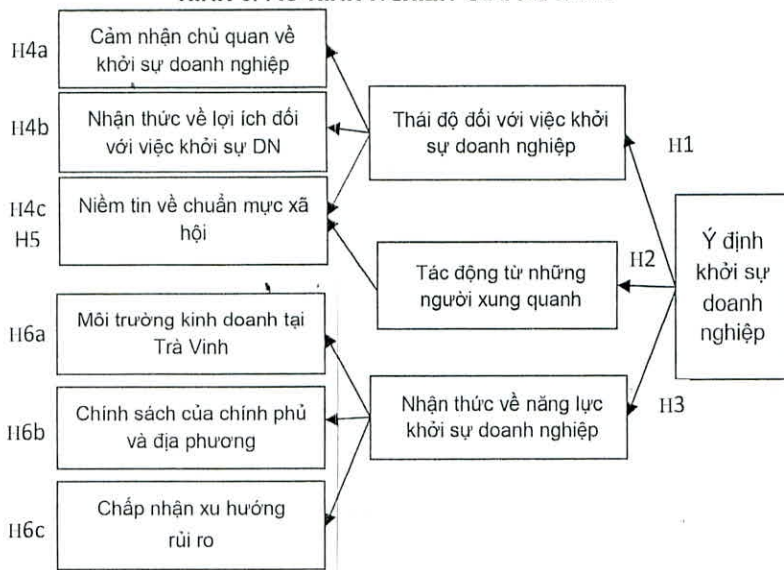 H4a
Cảm nhận chủ quan về
khởi sự doanh nghiệp
H4b
Nhận thức về lợi ích đối
với việc khởi sự DN
H4c
H5
Niềm tin về chuẩn mực xã
hội
H6a
Môi trường kinh doanh tại
Trà Vinh
H6b
Chính sách của chính phủ
và địa phương
H6c
Chấp nhận xu hướng
rủi ro
Thái độ đối với việc khởi
sự doanh nghiệp
Tác động từ những
người xung quanh
Nhận thức về năng lực
khởi sự doanh nghiệp
H1
H2
H3
Ý định
khởi sự
doanh
nghiệp